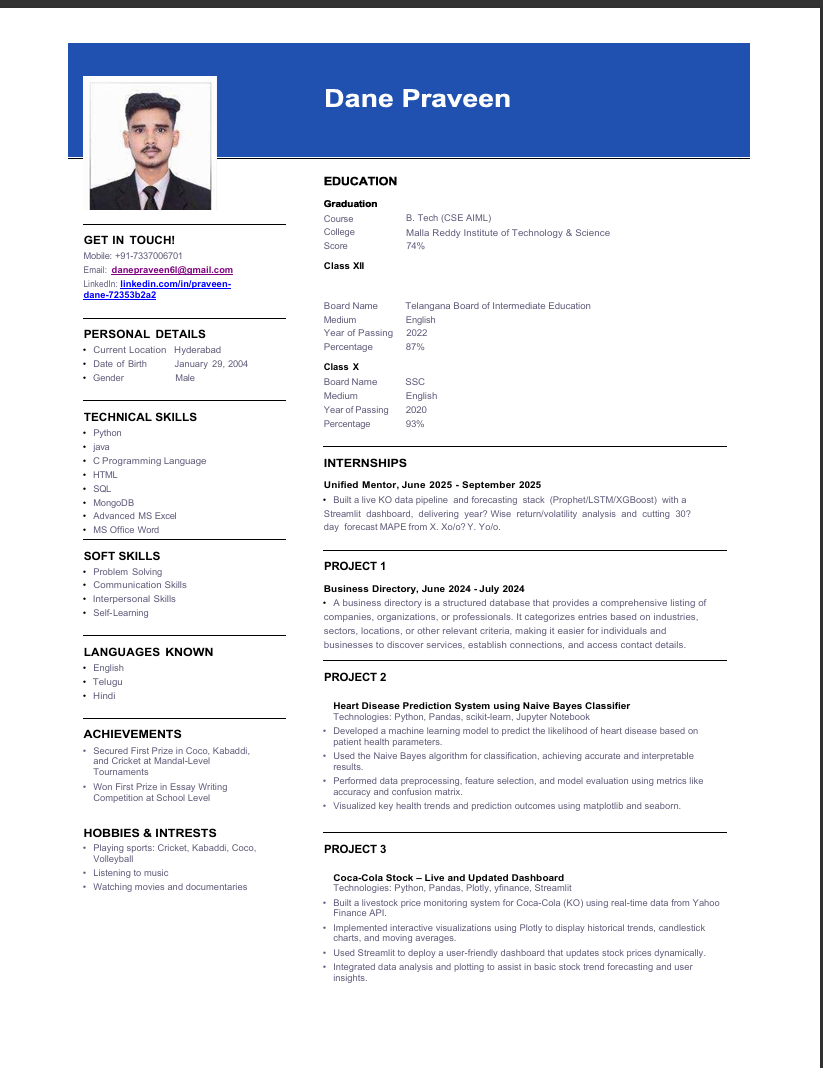 Dane Praveen
GET IN TOUCH!
Mobile: +91-7337006701
Email: danepraveen6l@gmail.com
LinkedIn: linkedin.com/in/praveen-
dane-72353b2a2
PERSONAL DETAILS
• Current Location Hyderabad
• Date of Birth January 29, 2004
• Gender Male
TECHNICAL SKILLS
• Python
• java
• C Programming Language
• HTML
• SQL
• MongoDB
• Advanced MS Excel
• MS Office Word
SOFT SKILLS
• Problem Solving
• Communication Skills
• Interpersonal Skills
• Self-Learning
LANGUAGES KNOWN
• English
• Telugu
• Hindi
ACHIEVEMENTS
• Secured First Prize in Coco, Kabaddi,
and Cricket at Mandal-Level
Tournaments
• Won First Prize in Essay Writing
Competition at School Level
HOBBIES & INTRESTS
• Playing sports: Cricket, Kabaddi, Coco,
Volleyball
• Listening to music
• Watching movies and documentaries
EDUCATION
Graduation
Course B. Tech (CSE AIML)
College Malla Reddy Institute of Technology & Science
Score 74%
Class XII
Board Name Telangana Board of Intermediate Education
Medium English
Year of Passing 2022
Percentage 87%
Class X
Board Name SSC
Medium English
Year of Passing 2020
Percentage 93%
INTERNSHIPS
Unified Mentor, June 2025 - September 2025
• Built a live KO data pipeline and forecasting stack (Prophet/LSTM/XGBoost) with a
Streamlit dashboard, delivering year? Wise return/volatility analysis and cutting 30?
day forecast MAPE from X. Xo/o? Y. Yo/o.
PROJECT 1
Business Directory, June 2024 - July 2024
• A business directory is a structured database that provides a comprehensive listing of
companies, organizations, or professionals. It categorizes entries based on industries,
sectors, locations, or other relevant criteria, making it easier for individuals and
businesses to discover services, establish connections, and access contact details.
PROJECT 2
Heart Disease Prediction System using Naive Bayes Classifier
Technologies: Python, Pandas, scikit-learn, Jupyter Notebook
• Developed a machine learning model to predict the likelihood of heart disease based on
patient health parameters.
• Used the Naive Bayes algorithm for classification, achieving accurate and interpretable
results.
• Performed data preprocessing, feature selection, and model evaluation using metrics like
accuracy and confusion matrix.
• Visualized key health trends and prediction outcomes using matplotlib and seaborn.
PROJECT 3
Coca-Cola Stock – Live and Updated Dashboard
Technologies: Python, Pandas, Plotly, yfinance, Streamlit
• Built a livestock price monitoring system for Coca-Cola (KO) using real-time data from Yahoo
Finance API.
• Implemented interactive visualizations using Plotly to display historical trends, candlestick
charts, and moving averages.
• Used Streamlit to deploy a user-friendly dashboard that updates stock prices dynamically.
• Integrated data analysis and plotting to assist in basic stock trend forecasting and user
insights.